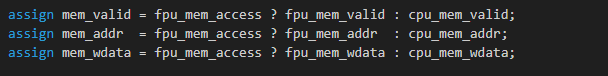 assign mem_valid = fpu_mem_access ? fpu_mem_valid : cpu_mem_valid;
assign mem_addr  = fpu_mem_access ? fpu_mem_addr  : cpu_mem_addr;
assign mem_wdata = fpu_mem_access ? fpu_mem_wdata : cpu_mem_wdata;